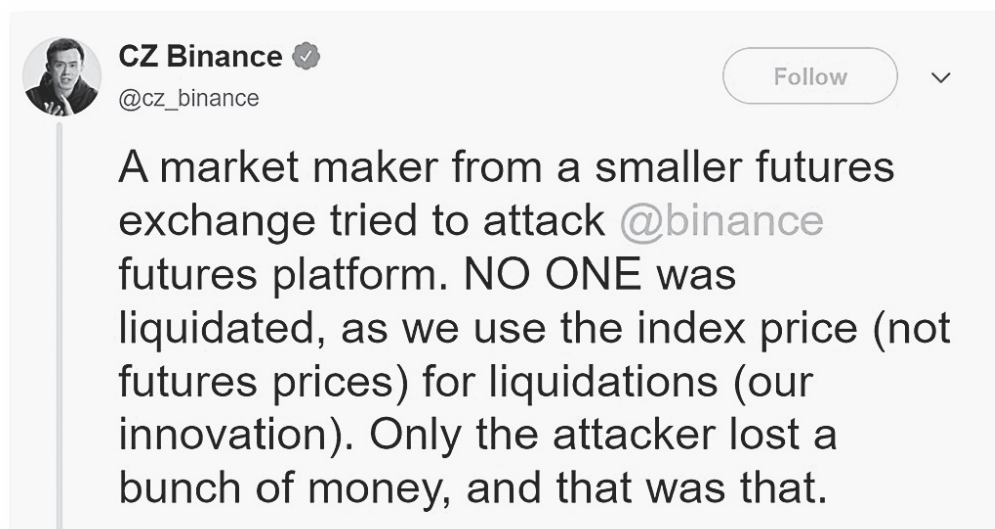 CZ Binance
@cz_binance
Follow
A market maker from a smaller futures
exchange tried to attack @binance
futures platform. NO ONE was
liquidated, as we use the index price (not
futures prices) for liquidations (our
innovation). Only the attacker lost a
bunch of money, and that was that.